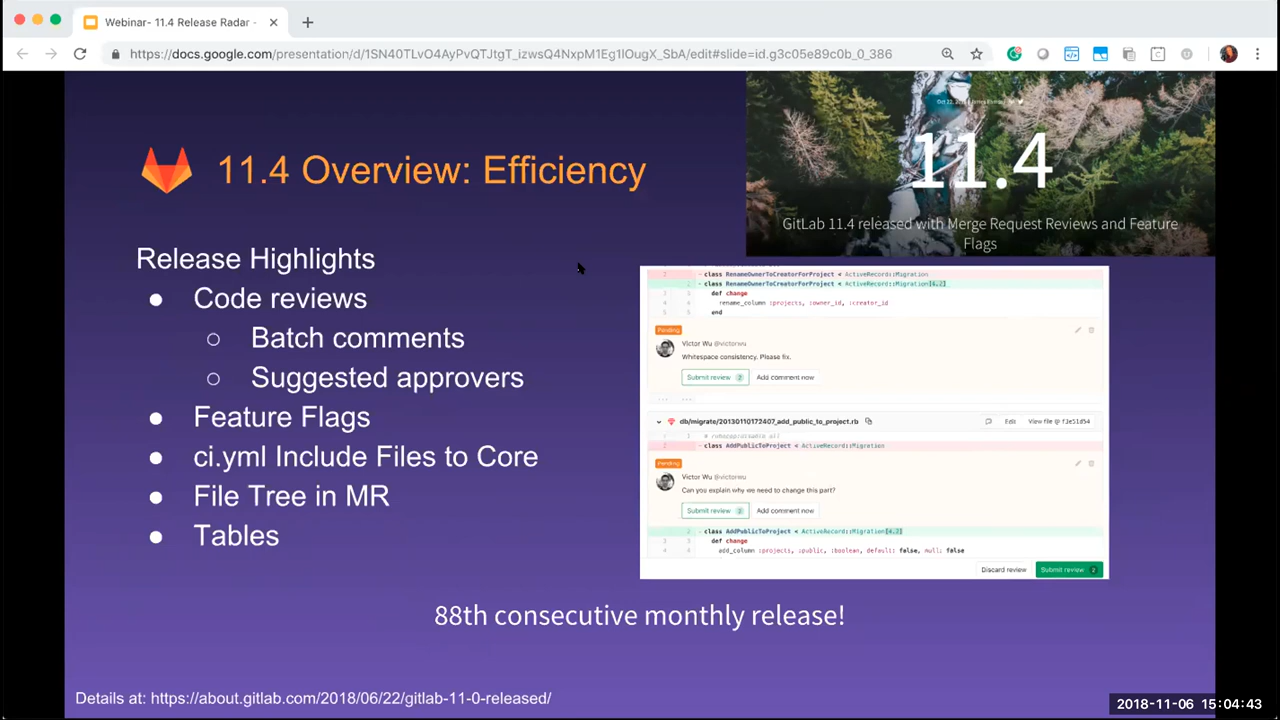 Webinar- 11.4 Release Radar -
https://docs.google.com/presentation/d/1SN40TLvO4AvPvOTJtgT_izwsQ4NxpM1Eg1lOugX_SbA/edit#slide=id.g3c05e89c0b_0_386
11.4
GitLab 11.4 released with Merge Request Reviews and Feature
Flags
11.4 Overview: Efficiency
Release Highlights
Code reviews
Batch comments
Suggested approvers
Feature Flags
ci.yml Include Files to Core
File Tree in MR
Tables
class RenameOwnerToCreatorForProject < ActiveRecord::Migration
class RenameOwnerToCreatorForProject < ActiveRecord::Migration[4.2]
def change
rename_column :projects, :owner_id, :creator_id
end
Pending
Victor Wu @victorwu
Whitespace consistency. Please fix.
Submit review 2 Add comment now
db/migrate/20130110172407_add_public_to_project.rb Edit View file @
class AddPublicToProject < ActiveRecord::Migration
Pending
Victor Wu @victorwu
Can you explain why we need to change this part?
Submit review 2 Add comment now
class AddPublicToProject < ActiveRecord::Migration[4.2]
def change
add_column :projects, :public, :boolean, default: false, null: false
Discard review Submit review 2
88th consecutive monthly release!
Details at: https://about.gitlab.com/2018/06/22/gitlab-11-0-released/
2018-11-06 15:04:43